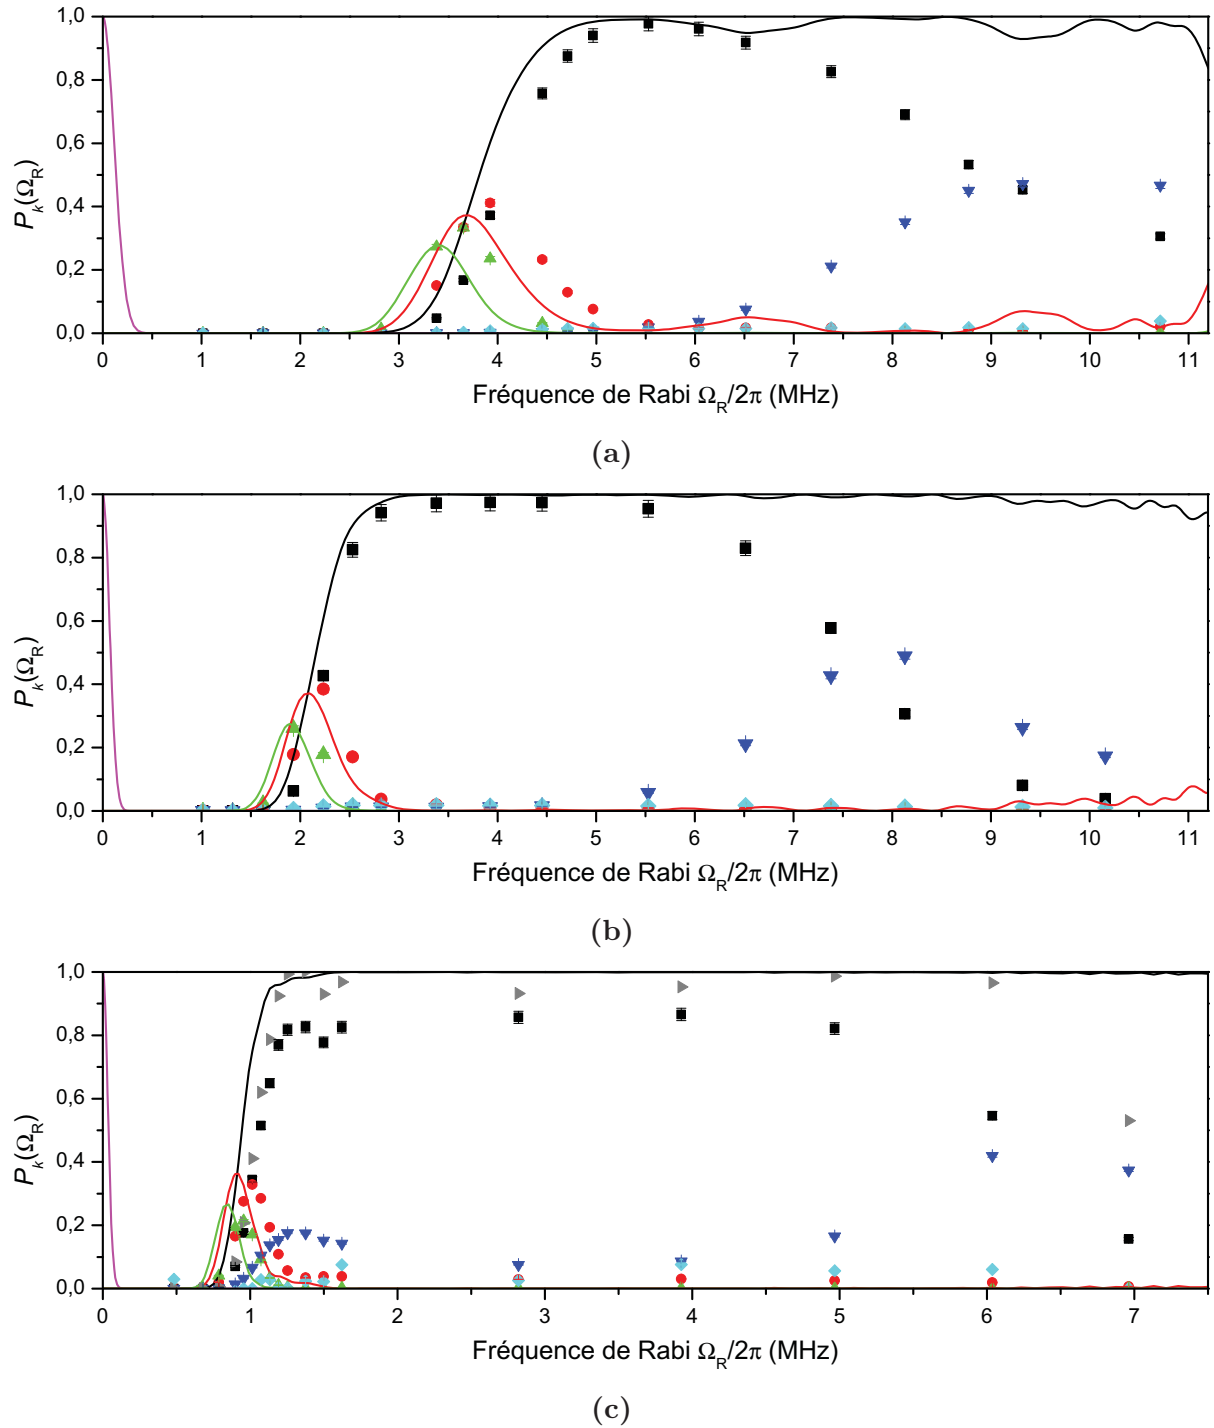 1,0
0,8
0,6
0,4
0,2
0,0
P_k(Ω_R)
0 1 2 3 4 5 6 7 8 9 10 11
Fréquence de Rabi Ω_R/2π (MHz)
(a)
1,0
0,8
0,6
0,4
0,2
0,0
P_k(Ω_R)
0 1 2 3 4 5 6 7 8 9 10 11
Fréquence de Rabi Ω_R/2π (MHz)
(b)
1,0
0,8
0,6
0,4
0,2
0,0
P_k(Ω_R)
0 1 2 3 4 5 6 7
Fréquence de Rabi Ω_R/2π (MHz)
(c)